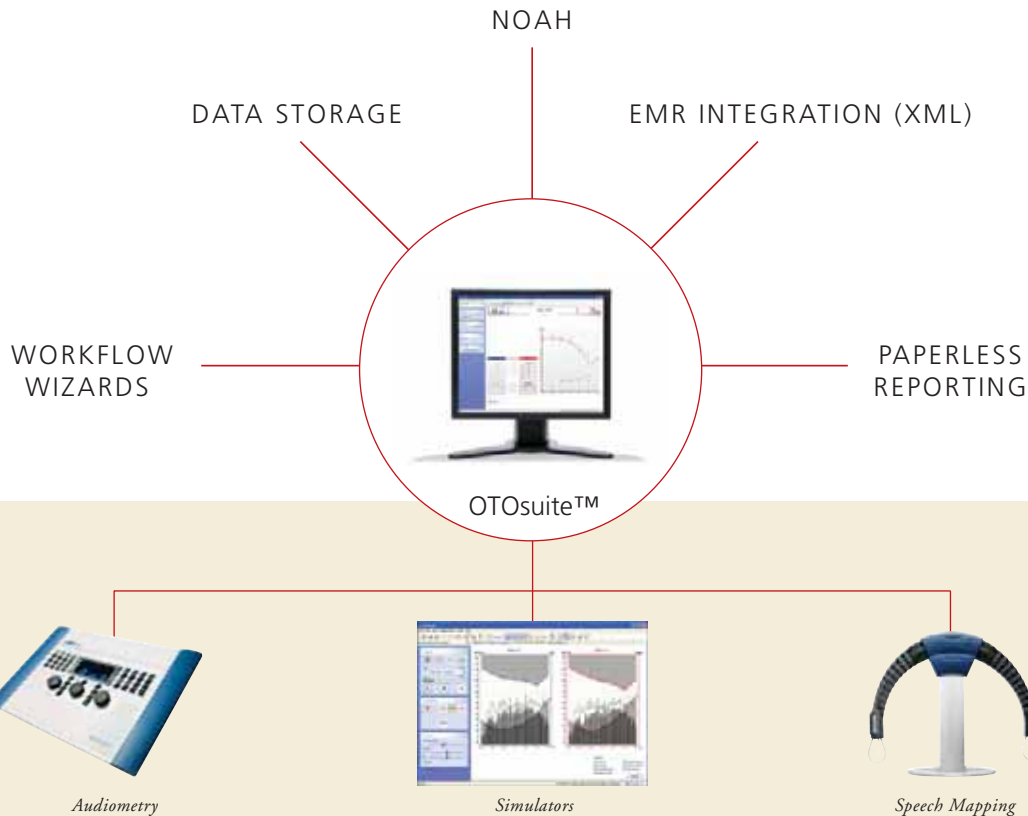 NOAH
DATA STORAGE
EMR INTEGRATION (XML)
WORKFLOW
WIZARDS
PAPERLESS
REPORTING
OTOsuite™
Audiometry
Simulators
Speech Mapping